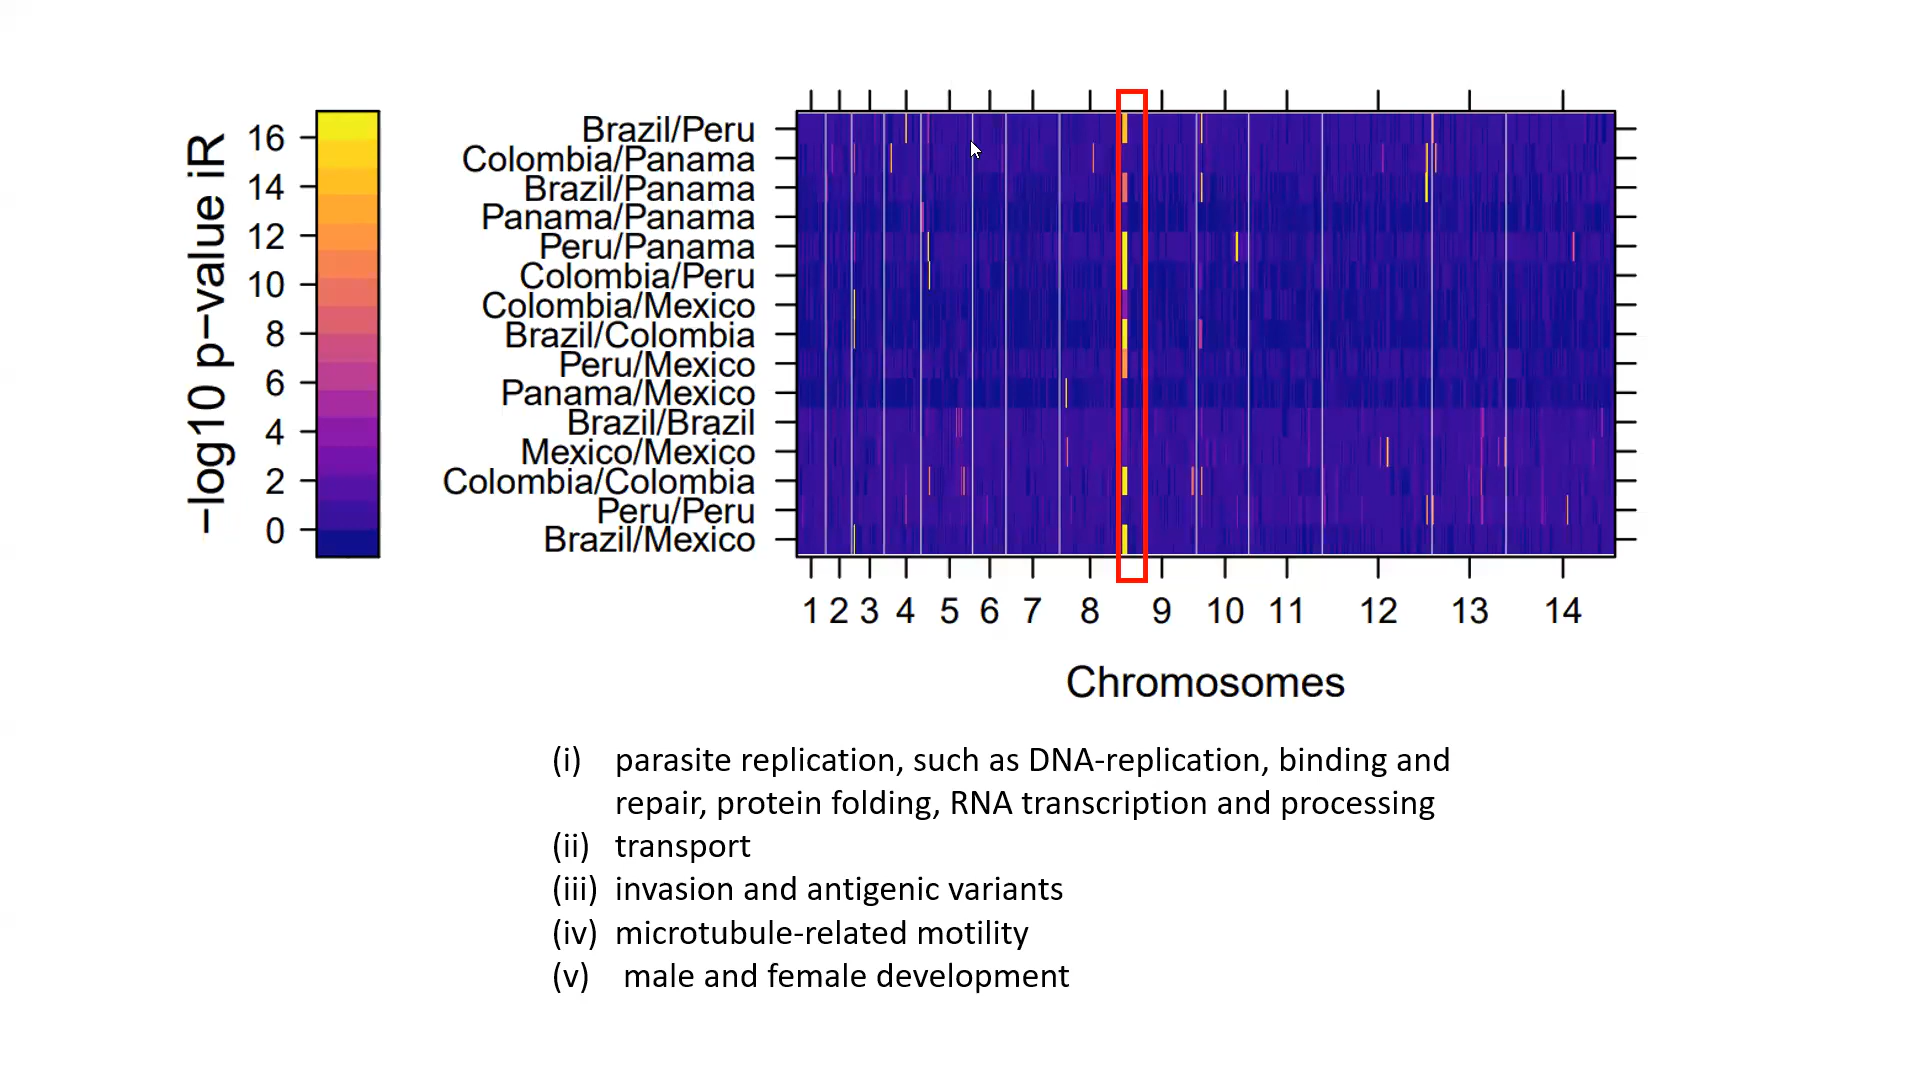 −log10 p−value iR
16
14
12
10
8
6
4
2
0
Brazil/Peru
Colombia/Panama
Brazil/Panama
Panama/Panama
Peru/Panama
Colombia/Peru
Colombia/Mexico
Brazil/Colombia
Peru/Mexico
Panama/Mexico
Brazil/Brazil
Mexico/Mexico
Colombia/Colombia
Peru/Peru
Brazil/Mexico
1 2 3 4 5 6 7 8 9 10 11 12 13 14
Chromosomes
(i) parasite replication, such as DNA-replication, binding and
repair, protein folding, RNA transcription and processing
(ii) transport
(iii) invasion and antigenic variants
(iv) microtubule-related motility
(v) male and female development